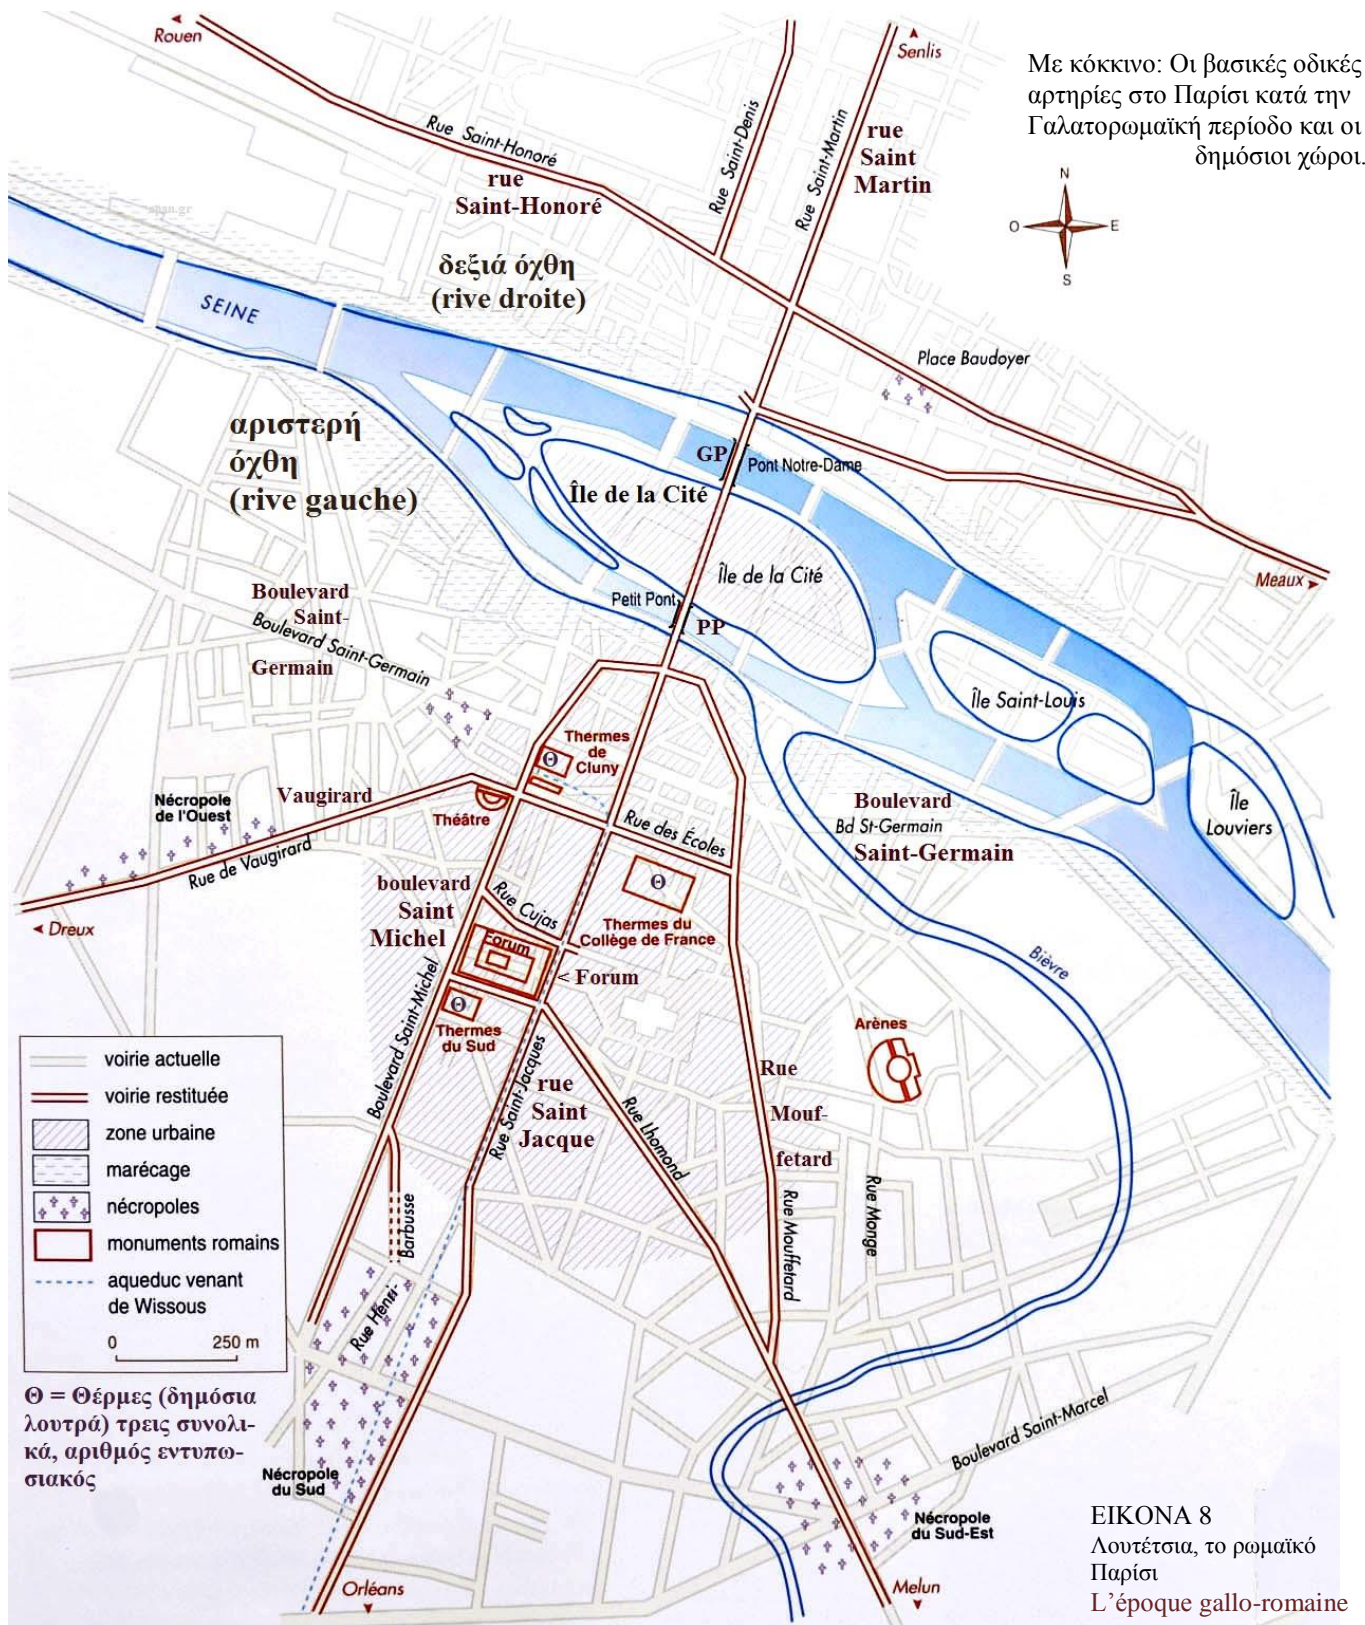 Rouen
Senlis
Με κόκκινο: Οι βασικές οδικές
αρτηρίες στο Παρίσι κατά την
Γαλατορωμαϊκή περίοδο και οι
δημόσιοι χώροι.
N
O
E
S
Rue Saint-Honoré
rue
Saint-Honoré
Rue Saint-Denis
Rue Saint-Martin
rue
Saint
Martin
span.gr
δεξιά όχθη
(rive droite)
SEINE
Place Baudoyer
αριστερή
όχθη
(rive gauche)
GP
Pont Notre-Dame
Île de la Cité
Île de la Cité
Petit Pont
PP
Meaux
Boulevard
Saint-
Germain
Boulevard Saint-Germain
Île Saint-Louis
Île
Louviers
Thermes
de
Cluny
Θ
Nécropole
de l'Ouest
Vaugirard
Rue de Vaugirard
Théâtre
Rue des Écoles
Boulevard
Bd St-Germain
Saint-Germain
Dreux
boulevard
Saint
Michel
Rue Cujas
Θ
Thermes du
Collège de France
Forum
< Forum
Bièvre
Boulevard Saint-Michel
Θ
Thermes
du Sud
Arènes
voirie actuelle
voirie restituée
zone urbaine
marécage
nécropoles
monuments romains
aqueduc venant
de Wissous
0 250 m
Rue Saint-Jacques
rue
Saint
Jacque
Rue Lhomond
Rue
Mouf-
fetard
Rue Mouffetard
Rue Monge
Rue Henri-
Barbusse
Θ = Θέρμες (δημόσια
λουτρά) τρεις συνολι-
κά, αριθμός εντυπω-
σιακός
Nécropole
du Sud
Boulevard Saint-Marcel
Nécropole
du Sud-Est
Orléans
Melun
ΕΙΚΟΝΑ 8
Λουτέτσια, το ρωμαϊκό
Παρίσι
L'époque gallo-romaine